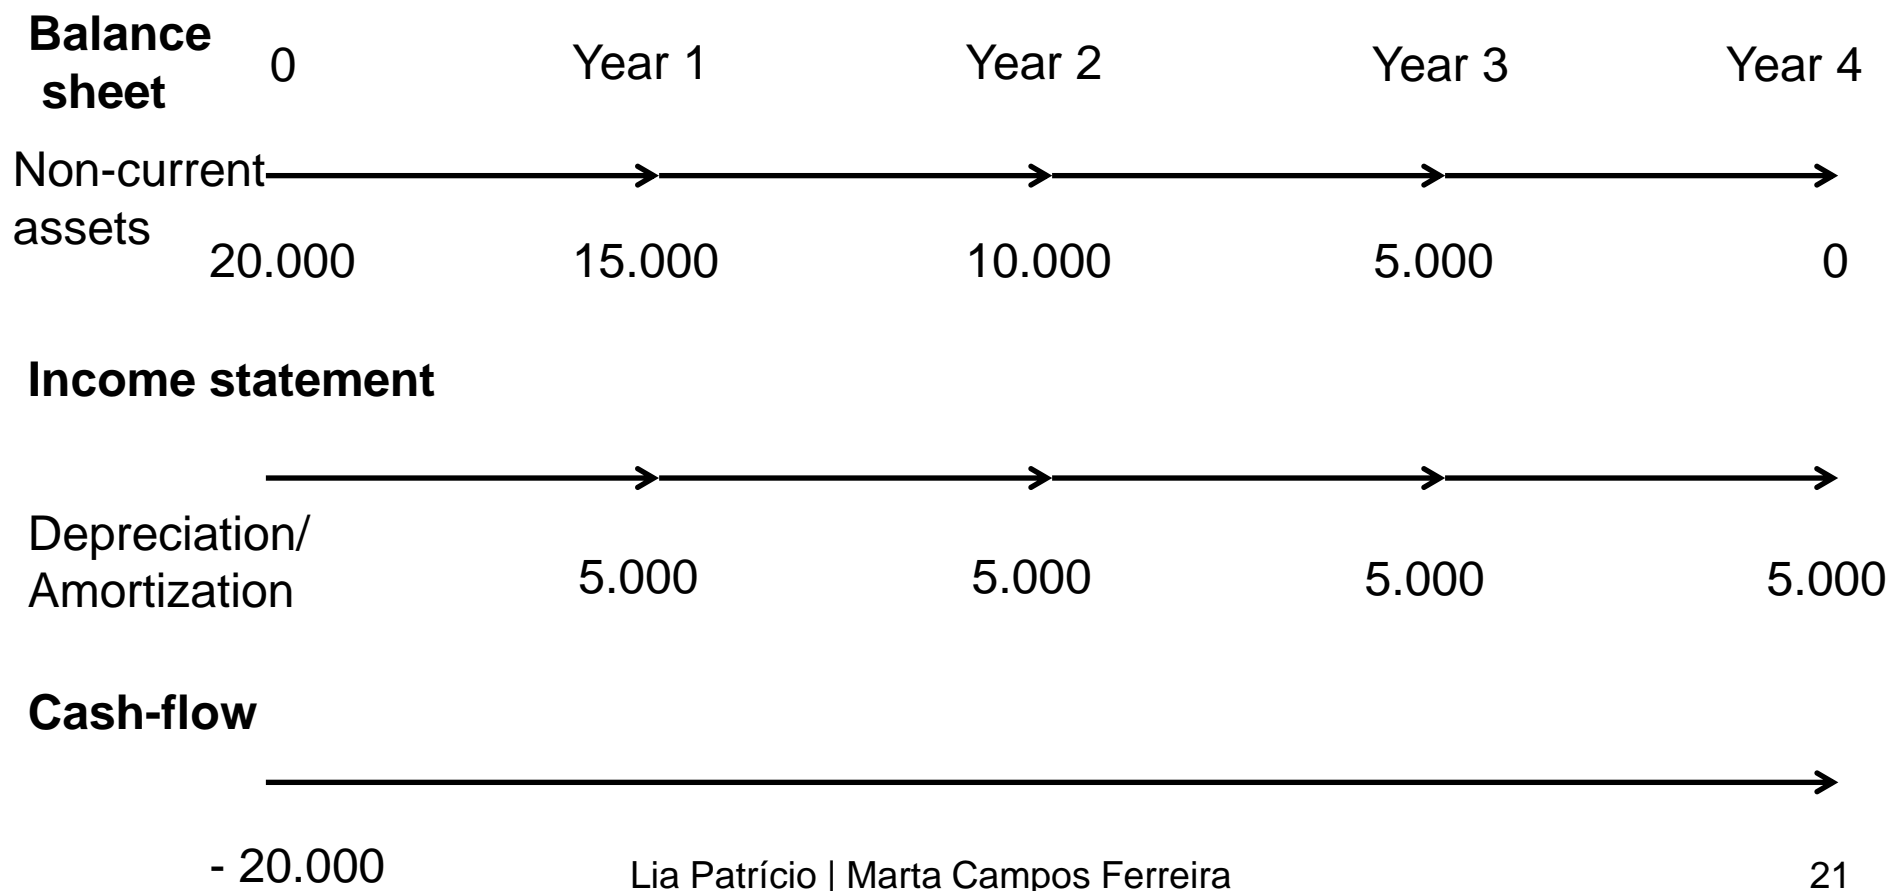 Balance
sheet
0 Year 1 Year 2 Year 3 Year 4
Non-current
assets
20.000 15.000 10.000 5.000 0
Income statement
Depreciation/
Amortization
5.000 5.000 5.000 5.000
Cash-flow
- 20.000
Lia Patrício | Marta Campos Ferreira
21